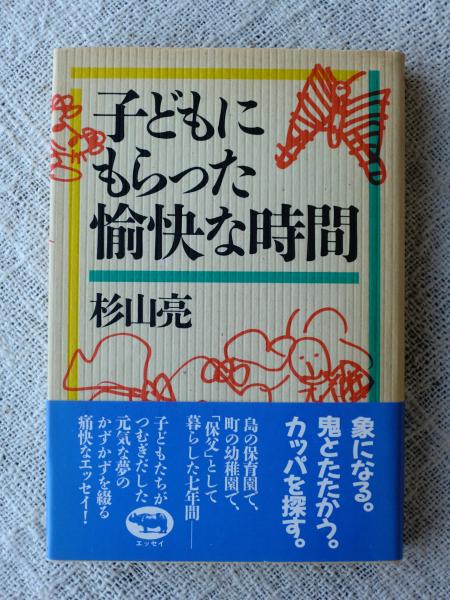 子どもに
もらった
愉快な時間
杉山亮
象になる。
鬼とたたかう。
カッパを探す。
島の保育園で、
町の幼稚園で、
「保父」として
暮らした七年間──
子どもたちが
つむぎだした
元気な夢の
かずかずを綴る
痛快なエッセイ!
エッセイ